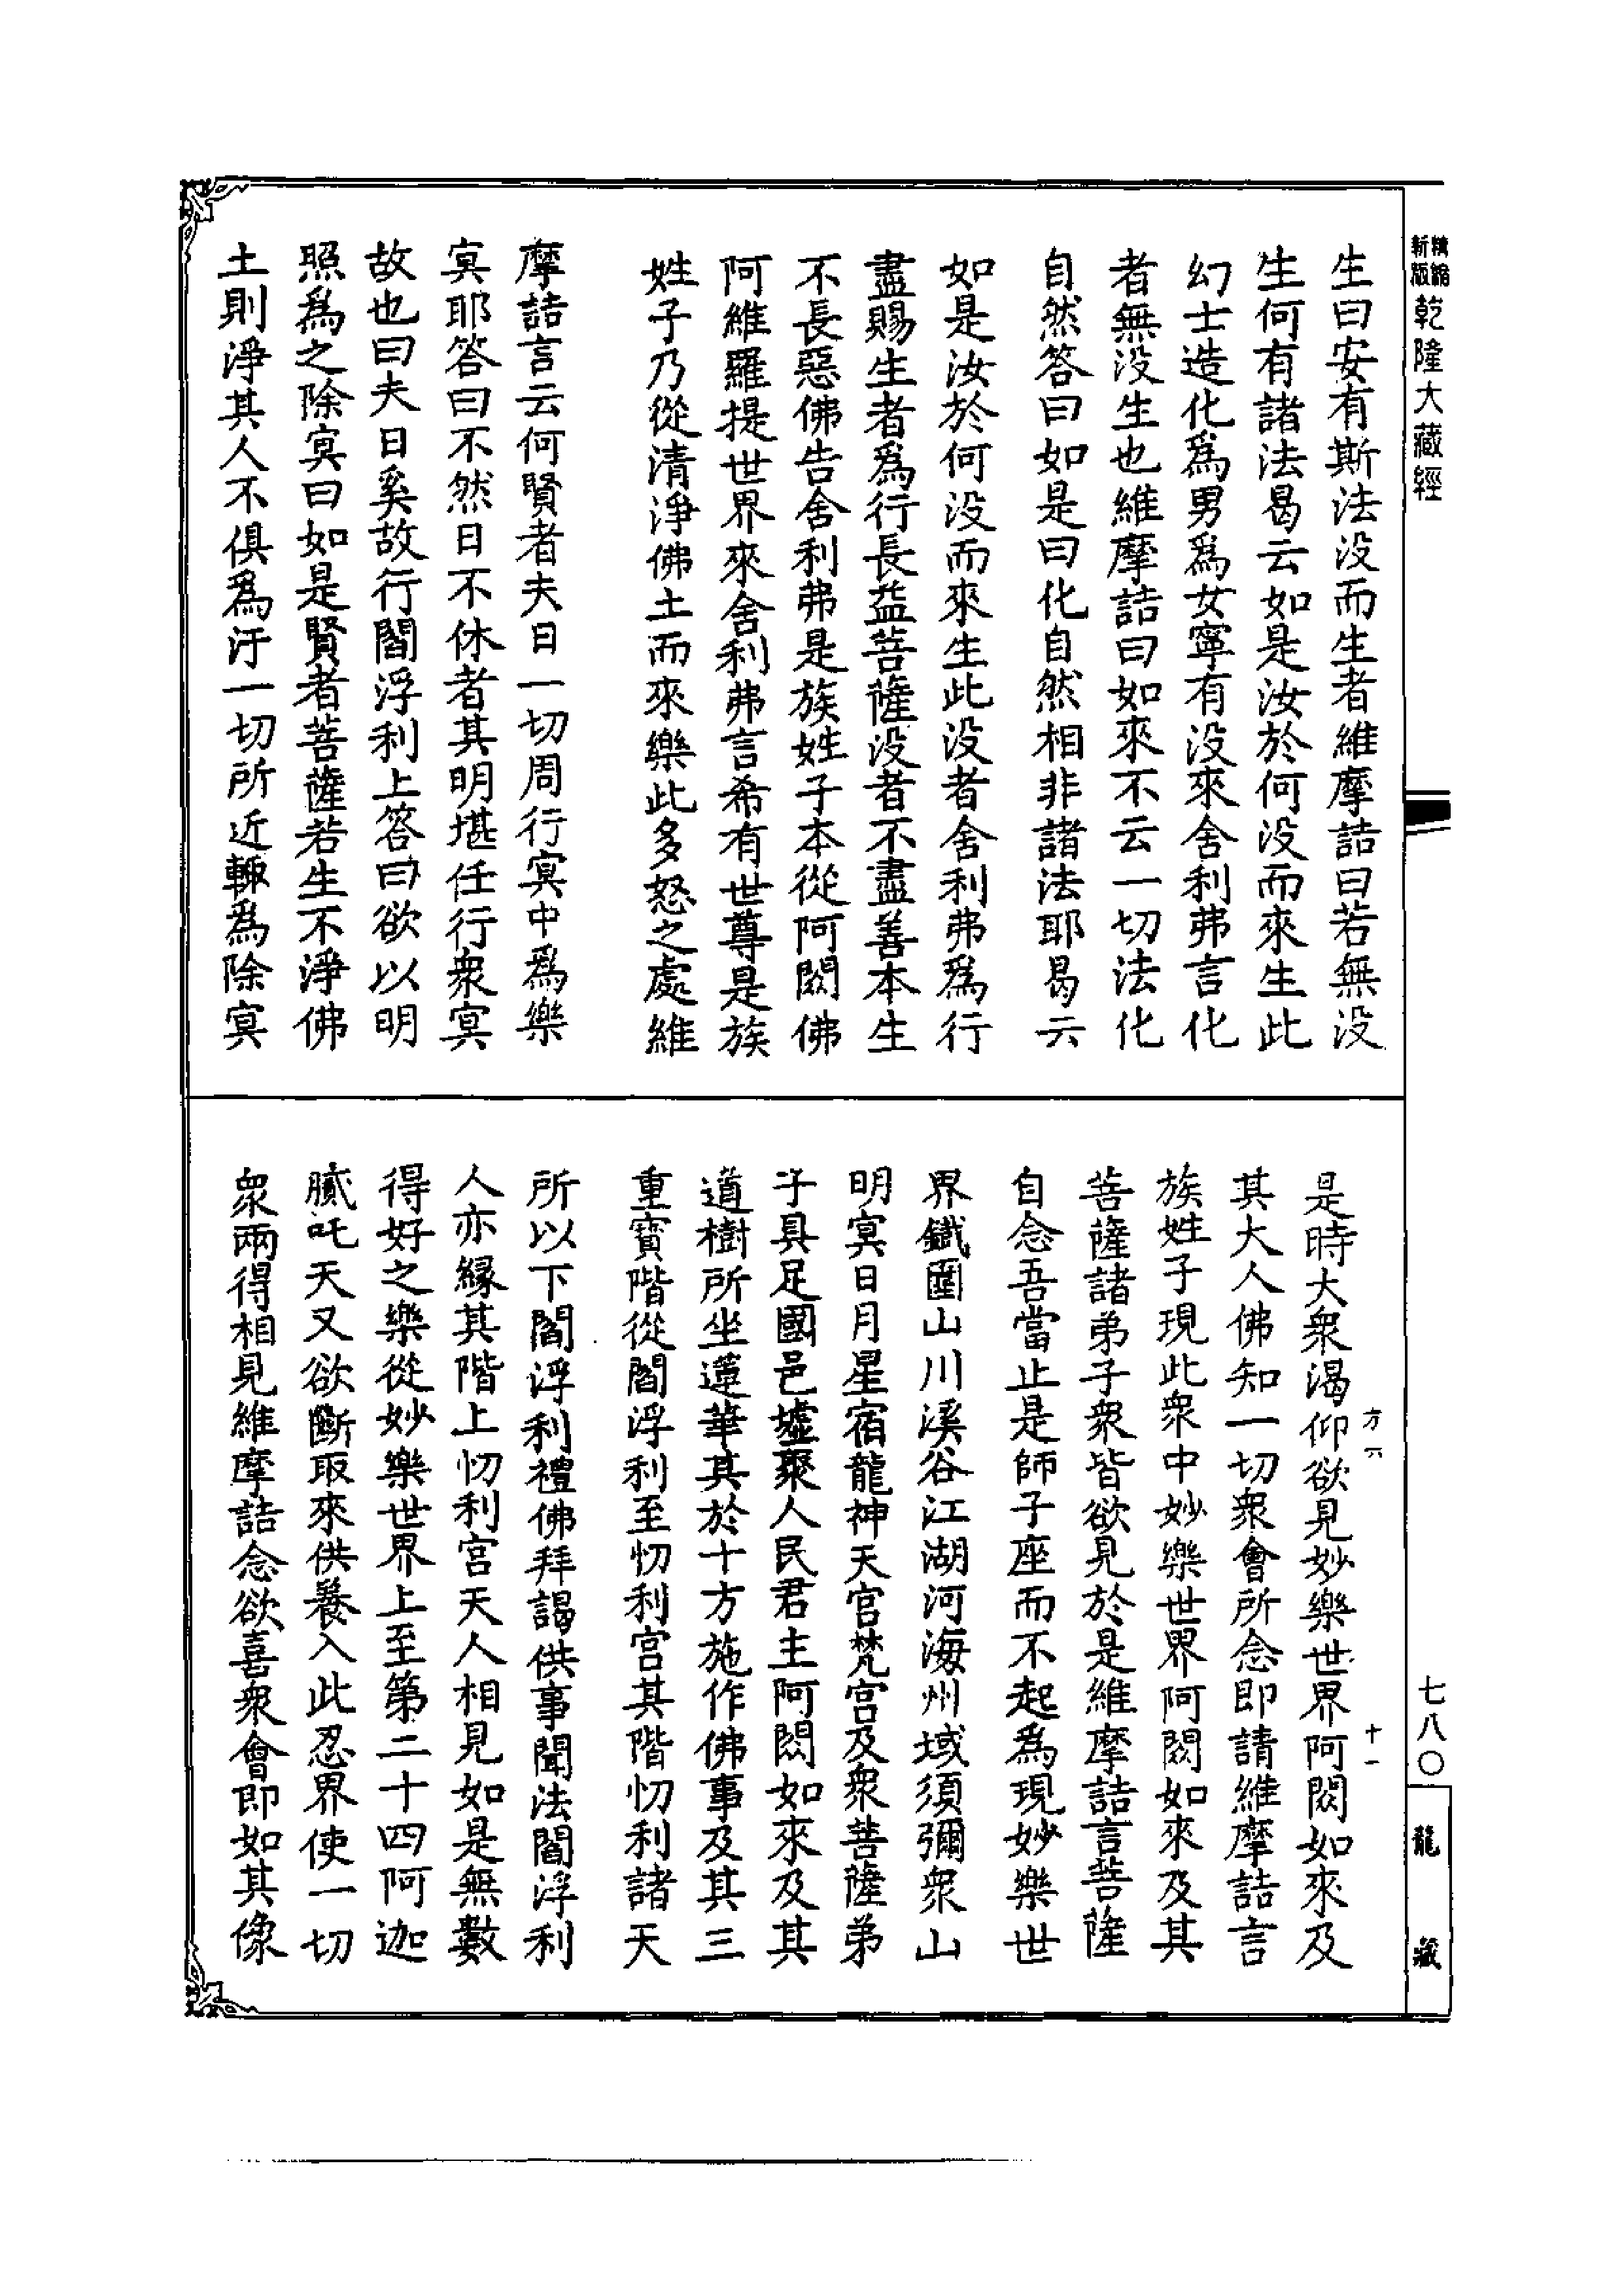 新版 精縮 乾隆大藏經
生曰安有斯法没而生者維摩詰曰若無没
生何有諸法曷云如是汝於何没而來生此
幻士造化爲男爲女寧有没來舍利弗言化
者無没生也維摩詰曰如來不云一切法化
自然答曰如是曰化自然相非諸法耶曷云
如是汝於何没而來生此没者舍利弗爲行
盡賜生者爲行長益菩薩没者不盡善本生
不長惡佛告舍利弗是族姓子本從阿閦佛
阿維羅提世界來舍利弗言希有世尊是族
姓子乃從清淨佛土而來樂此多怒之處維
摩詰言云何賢者夫日一切周行冥中爲樂
冥耶答曰不然日不休者其明堪任行衆冥
故也曰夫日奚故行閻浮利上答曰欲以明
照爲之除冥曰如是賢者菩薩若生不淨佛
土則淨其人不俱爲汙一切所近輙爲除冥
方六
十一
是時大衆渴仰欲見妙樂世界阿閦如來及
其大人佛知一切衆會所念即請維摩詰言
族姓子現此衆中妙樂世界阿閦如來及其
菩薩諸弟子衆皆欲見於是維摩詰言菩薩
自念吾當止是師子座而不起爲現妙樂世
界鐵圍山川溪谷江湖河海州域須彌衆山
明冥日月星宿龍神天宮梵宮及衆菩薩弟
子具足國邑墟聚人民君主阿閦如來及其
道樹所坐蓮華其於十方施作佛事及其三
重寶階從閻浮利至忉利宮其階忉利諸天
所以下閻浮利禮佛拜謁供事聞法閻浮利
人亦緣其階上忉利宮天人相見如是無數
得好之樂從妙樂世界上至第二十四阿迦
膩吒天又欲斷取來供養入此忍界使一切
衆兩得相見維摩詰念欲喜衆會即如其像
七八〇
龍藏